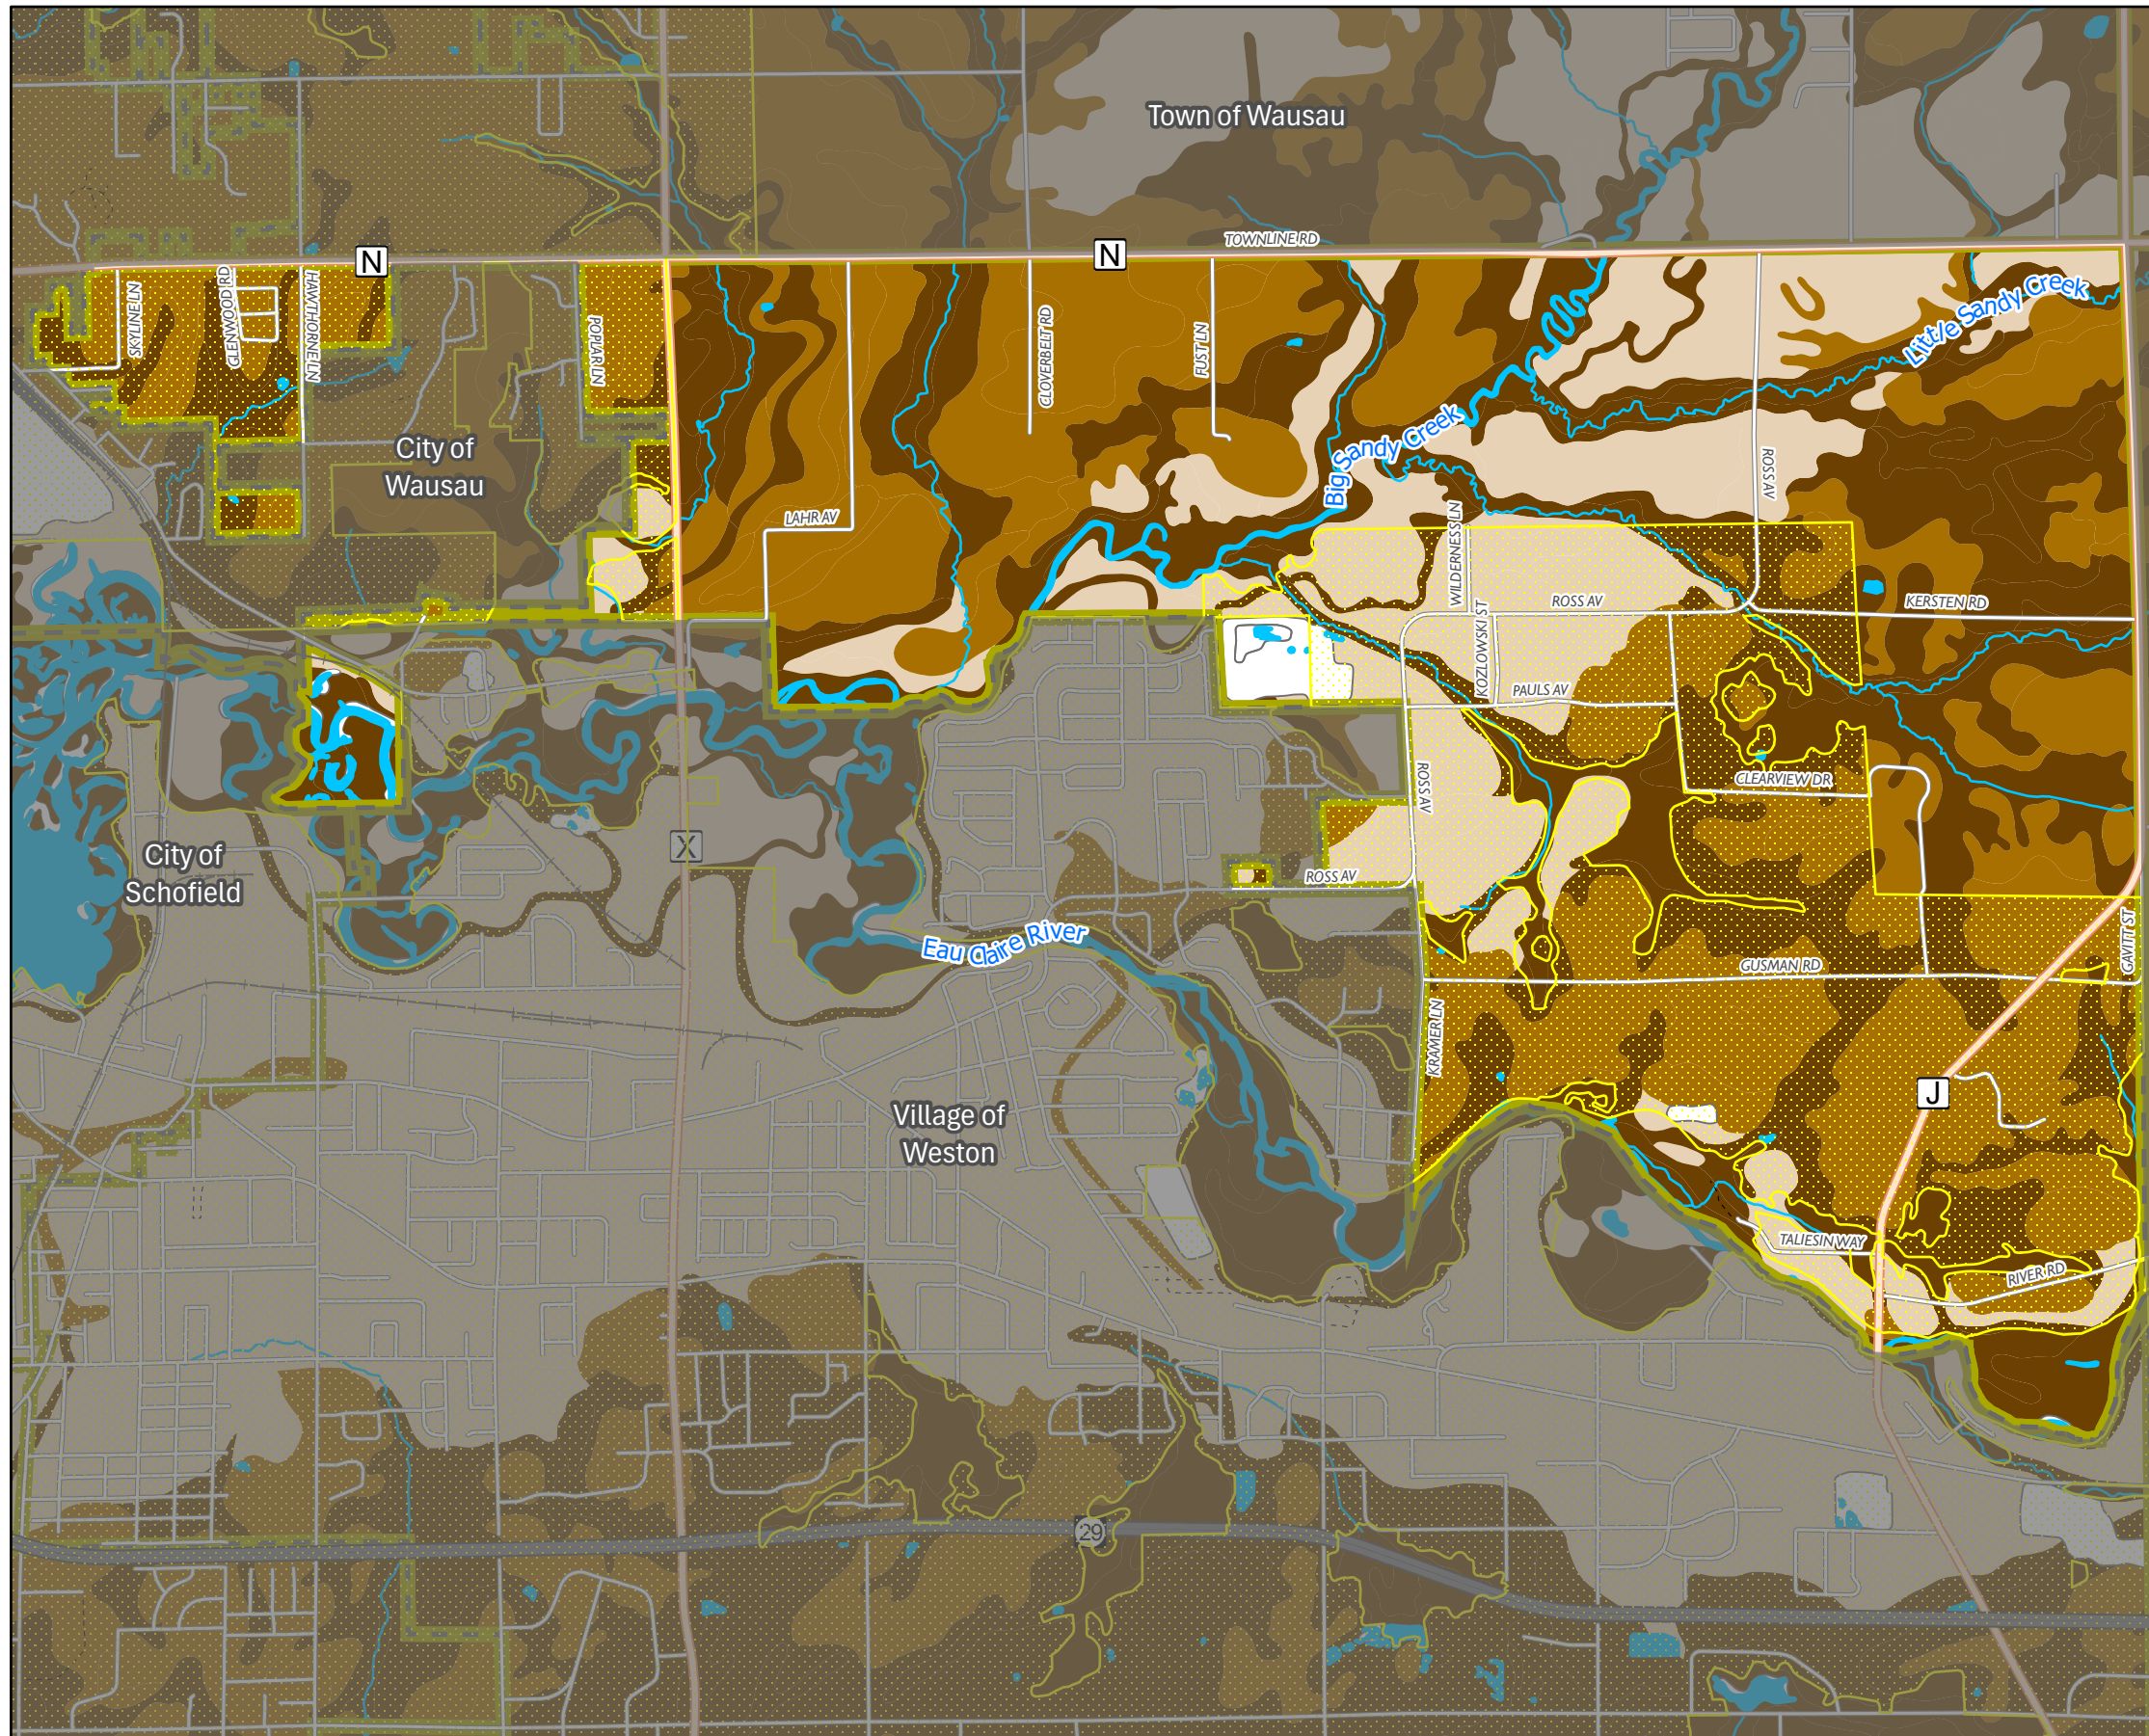 Town of Wausau
TOWNLINE RD
N
N
SKYLINE LN
GLENWOOD RD
HAWTHORNE LN
POPLAR LN
CLOVERBELT RD
FUST LN
Little Sandy Creek
Big Sandy Creek
City of
Wausau
ROSS AV
LAHR AV
WILDERNESS LN
ROSS AV
KERSTEN RD
KOZLOWSKI ST
PAULS AV
CLEARVIEW DR
ROSS AV
X
City of
Schofield
ROSS AV
Eau Claire River
GAVITT ST
GUSMAN RD
KRAMER LN
J
Village of
Weston
TALIESIN WAY
RIVER RD
29